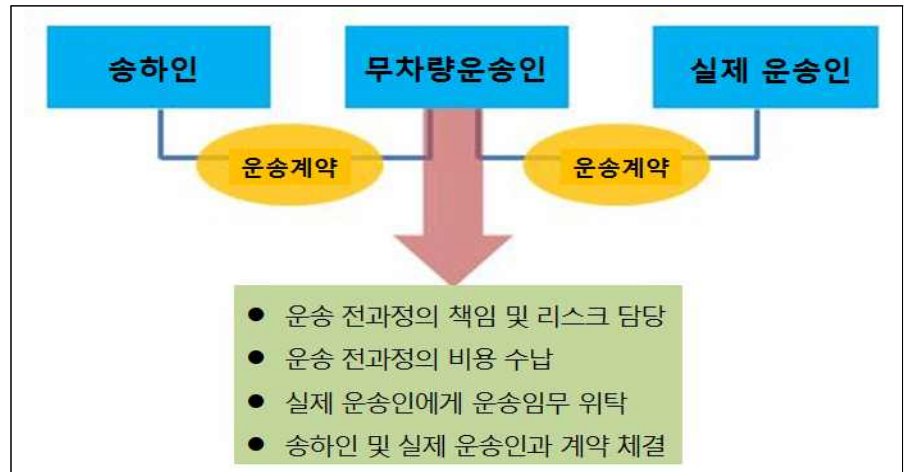 송하인
무차량운송인
실제 운송인
운송계약
운송계약
● 운송 전과정의 책임 및 리스크 담당
● 운송 전과정의 비용 수납
● 실제 운송인에게 운송임무 위탁
● 송하인 및 실제 운송인과 계약 체결